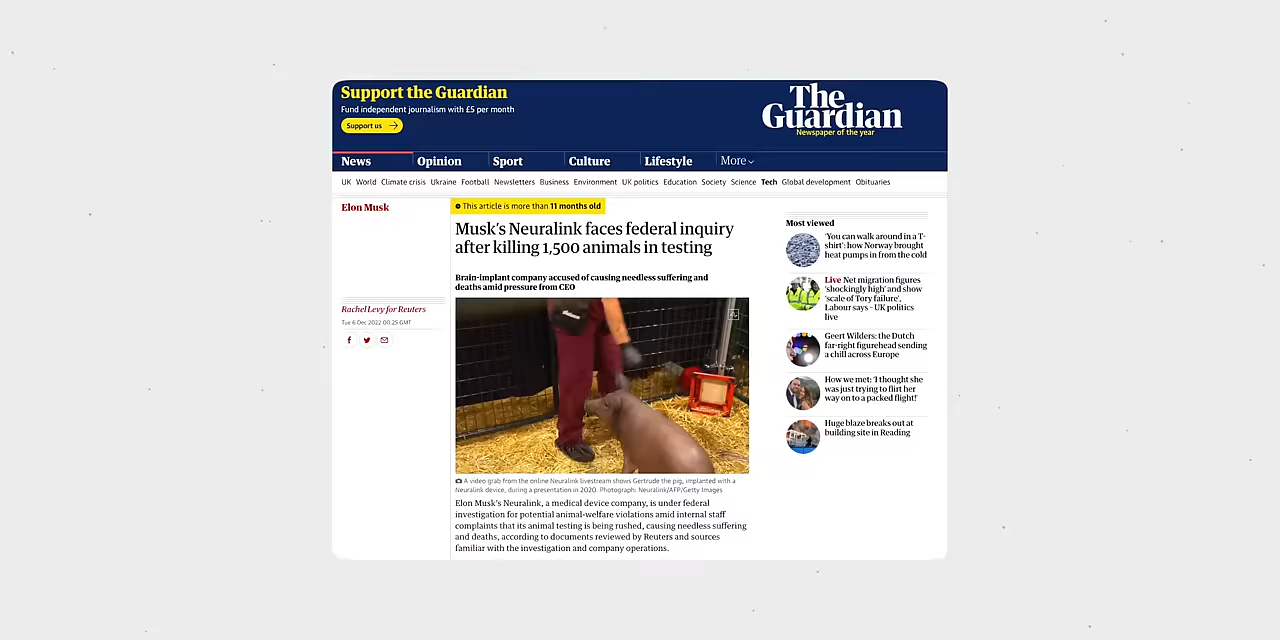 Support the Guardian
Fund independent journalism with £5 per month
Support us
The
Guardian
Newspaper of the year
News Opinion Sport Culture Lifestyle More
UK World Climate crisis Ukraine Football Newsletters Business Environment UK politics Education Society Science Tech Global development Obituaries
Elon Musk
This article is more than 11 months old
Musk's Neuralink faces federal inquiry
after killing 1,500 animals in testing
Brain-implant company accused of causing needless suffering and
deaths amid pressure from CEO
Rachel Levy for Reuters
Tue 6 Dec 2022 00.25 GMT
A video grab from the online Neuralink livestream shows Gertrude the pig, implanted with a
Neuralink device, during a presentation in 2020. Photograph: Neuralink/AFP/Getty Images
Elon Musk's Neuralink, a medical device company, is under federal
investigation for potential animal-welfare violations amid internal staff
complaints that its animal testing is being rushed, causing needless suffering
and deaths, according to documents reviewed by Reuters and sources
familiar with the investigation and company operations.
Most viewed
'You can walk around in a T-
shirt': how Norway brought
heat pumps in from the cold
Live Net migration figures
'shockingly high' and show
'scale of Tory failure',
Labour says – UK politics
live
Geert Wilders: the Dutch
far-right figurehead sending
a chill across Europe
How we met: 'I thought she
was just trying to flirt her
way on to a packed flight!'
Huge blaze breaks out at
building site in Reading